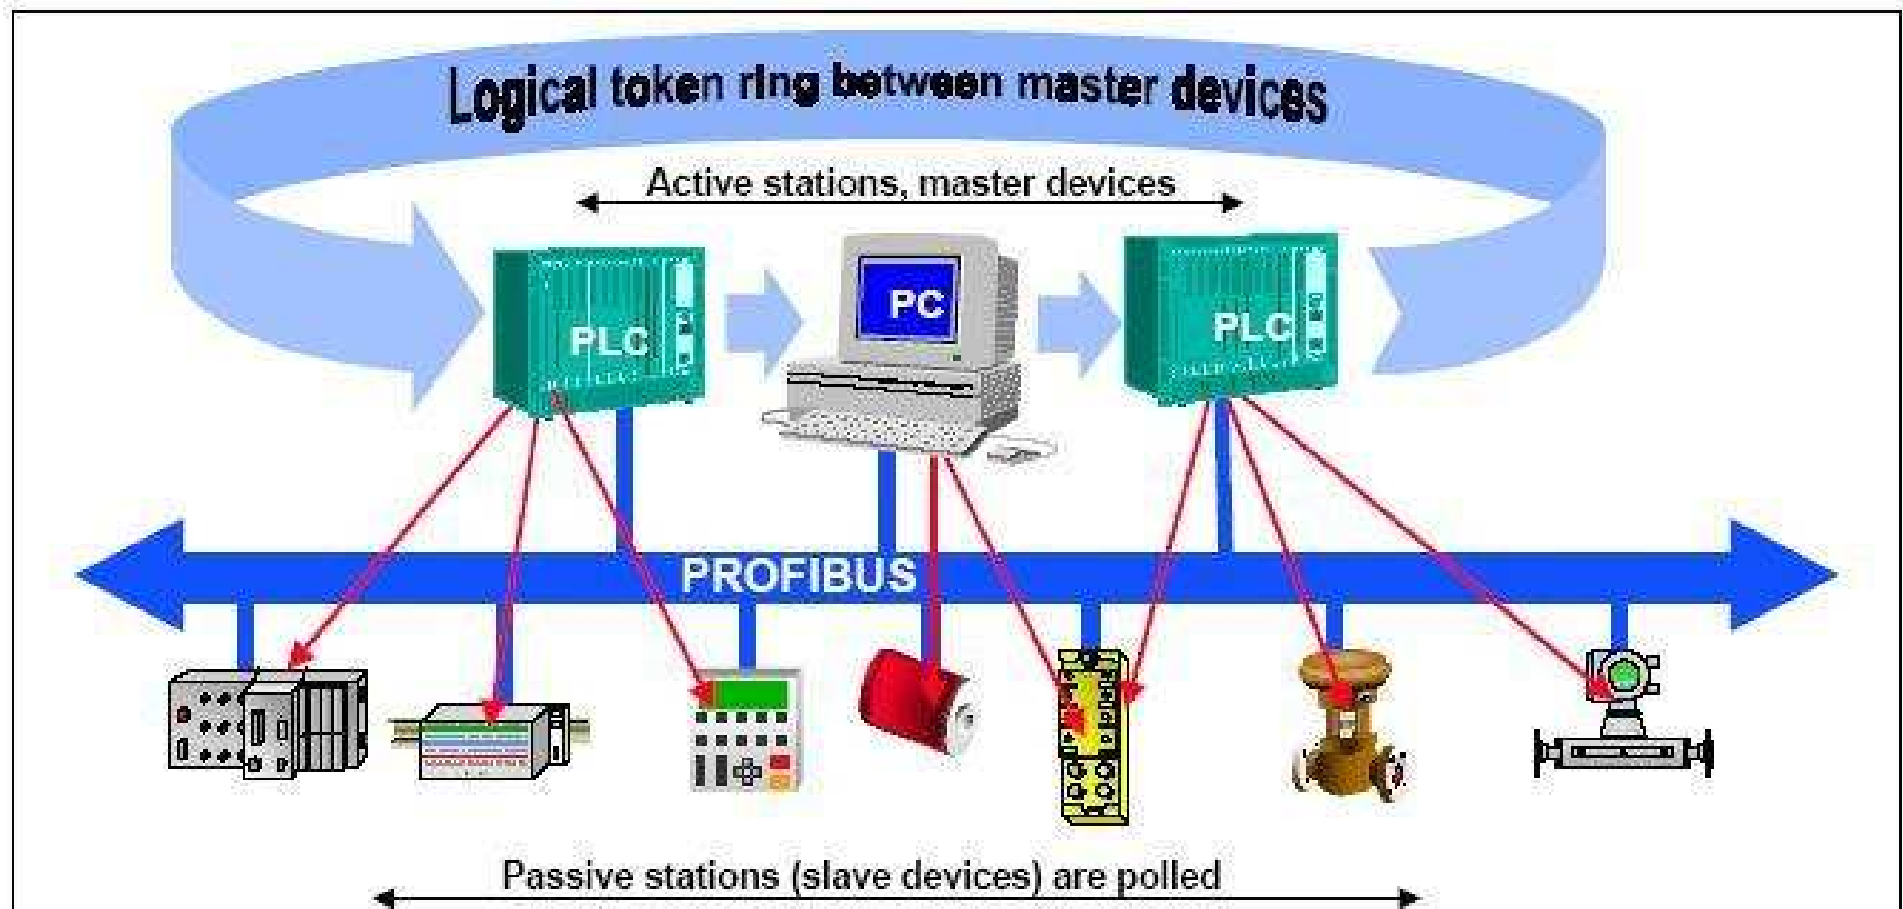 Logical token ring between master devices
Active stations, master devices
PLC
PC
PLC
PROFIBUS
Passive stations (slave devices) are polled